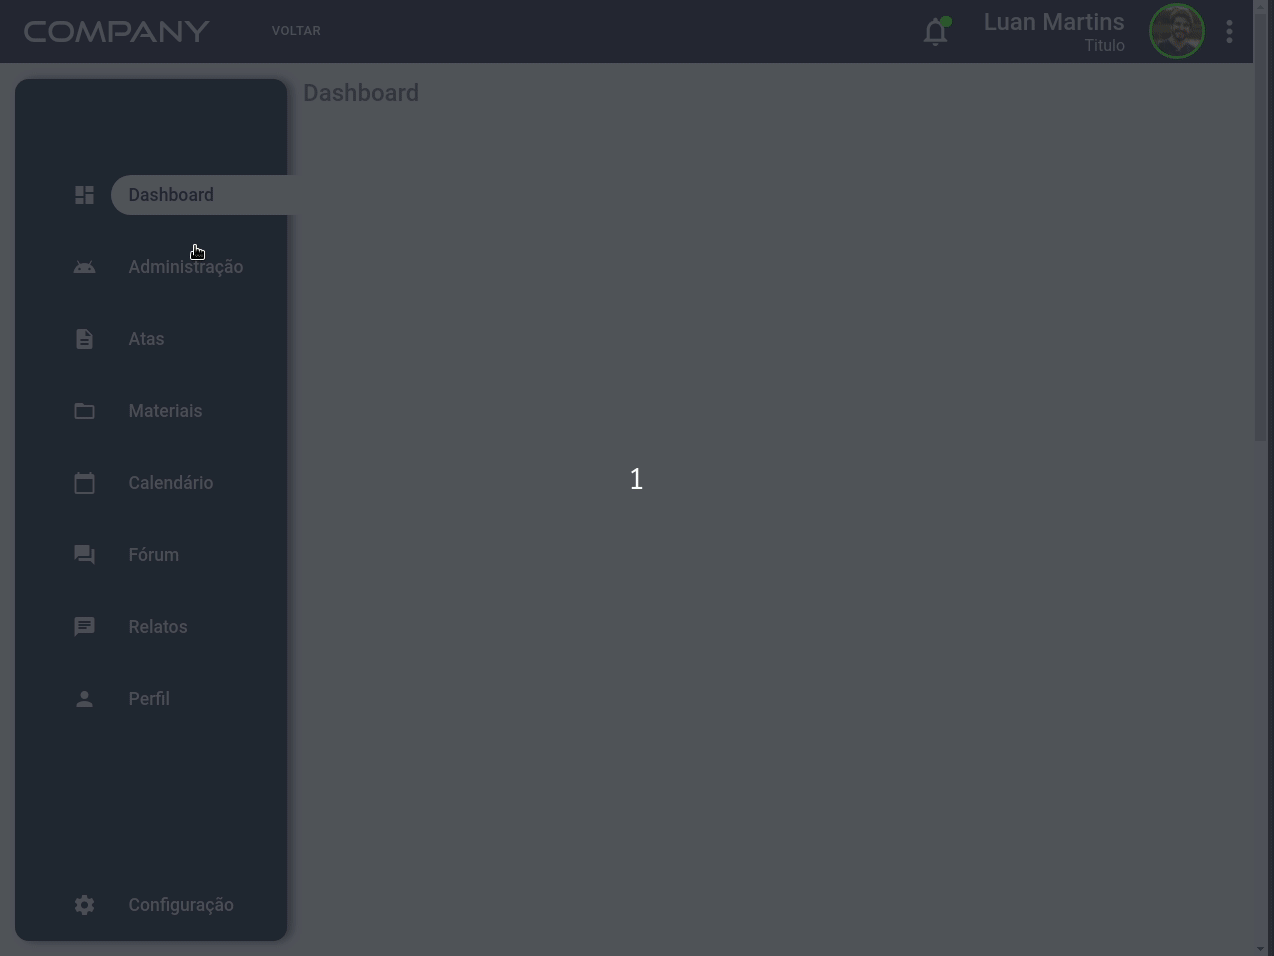 COMPANY
VOLTAR
Luan Martins
Titulo
Dashboard
Dashboard
Administração
Atas
Materiais
Calendário
Fórum
Relatos
Perfil
Configuração
1